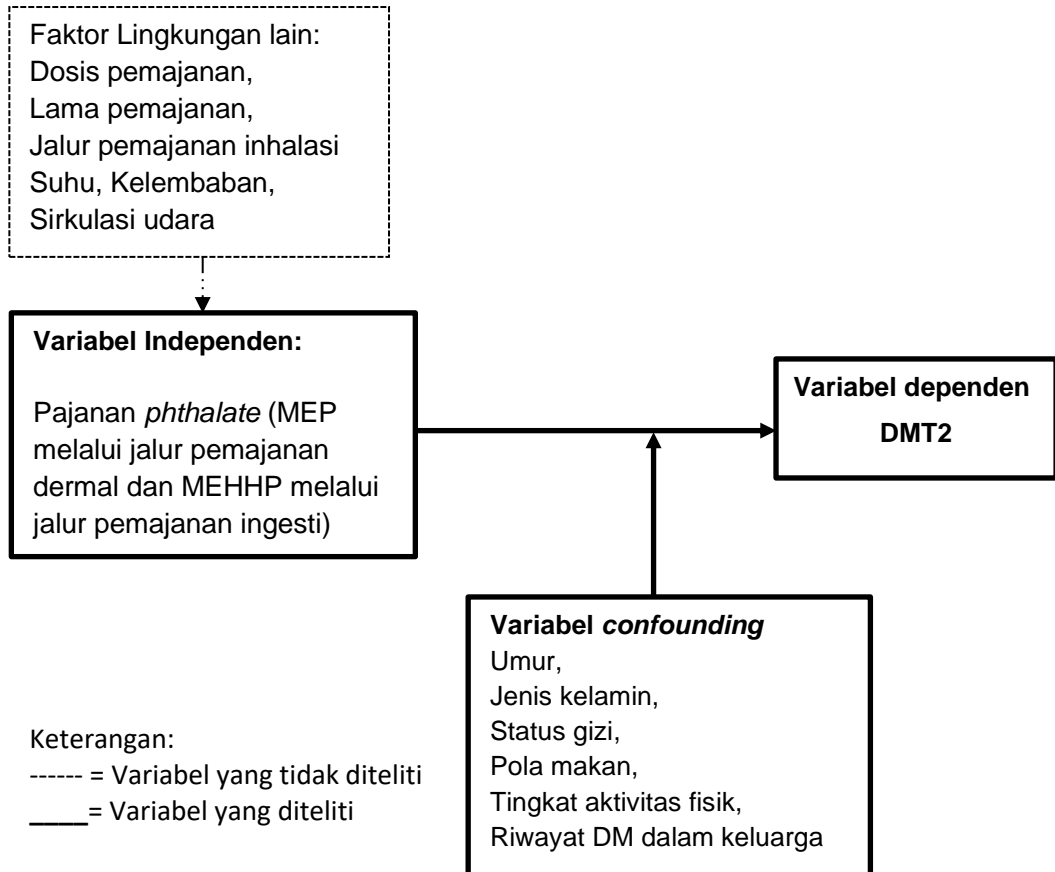 Faktor Lingkungan lain:
Dosis pemajanan,
Lama pemajanan,
Jalur pemajanan inhalasi
Suhu, Kelembaban,
Sirkulasi udara
Variabel Independen:
Pajanan phthalate (MEP
melalui jalur pemajanan
dermal dan MEHHP melalui
jalur pemajanan ingesti)
Variabel dependen
DMT2
Variabel confounding
Umur,
Jenis kelamin,
Status gizi,
Pola makan,
Tingkat aktivitas fisik,
Riwayat DM dalam keluarga
Keterangan:
------ = Variabel yang tidak diteliti
____= Variabel yang diteliti